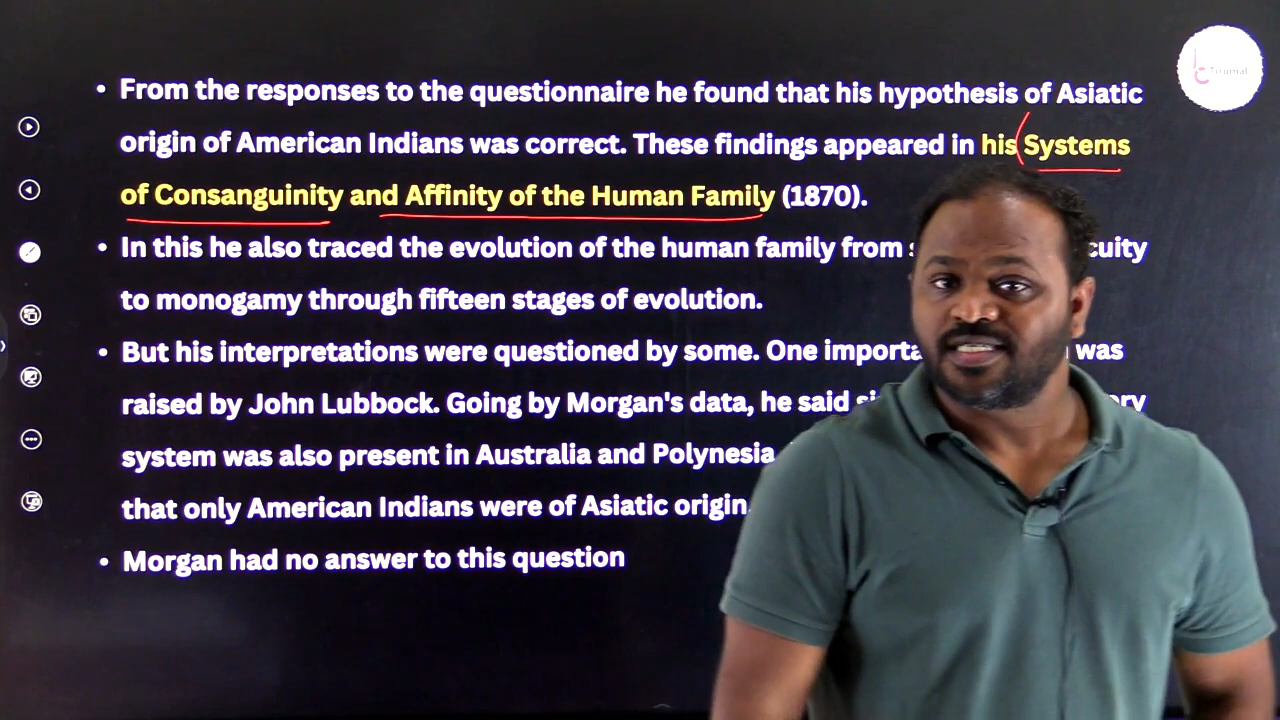 • From the responses to the questionnaire he found that his hypothesis of Asiatic
origin of American Indians was correct. These findings appeared in his Systems
of Consanguinity and Affinity of the Human Family (1870).
• In this he also traced the evolution of the human family from
to monogamy through fifteen stages of evolution.
• But his interpretations were questioned by some. One was
raised by John Lubbock. Going by Morgan's data, he said
system was also present in Australia and Polynesia
that only American Indians were of Asiatic origin.
• Morgan had no answer to this question
Tirumal